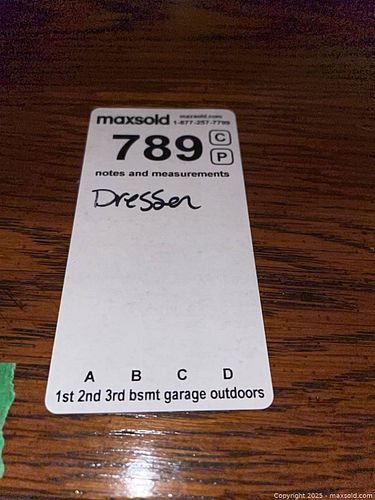 maxsold maxsold.com
1-877-257-7799
789 C
P
notes and measurements
Dresser
A B C D
1st 2nd 3rd bsmt garage outdoors
Copyright 2025 - maxsold.com